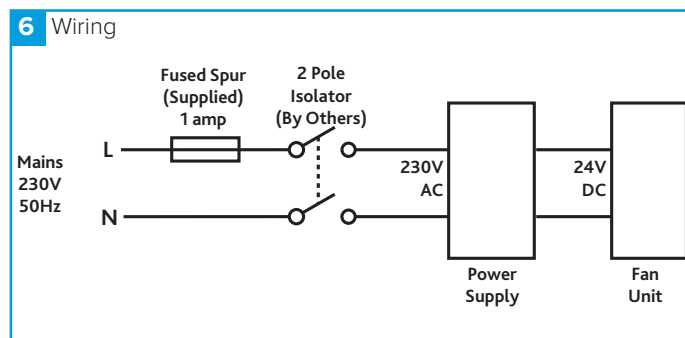 6 Wiring
Fused Spur
(Supplied)
1 amp
2 Pole
Isolator
(By Others)
Mains
230V
50Hz
L
N
230V
AC
24V
DC
Power
Supply
Fan
Unit